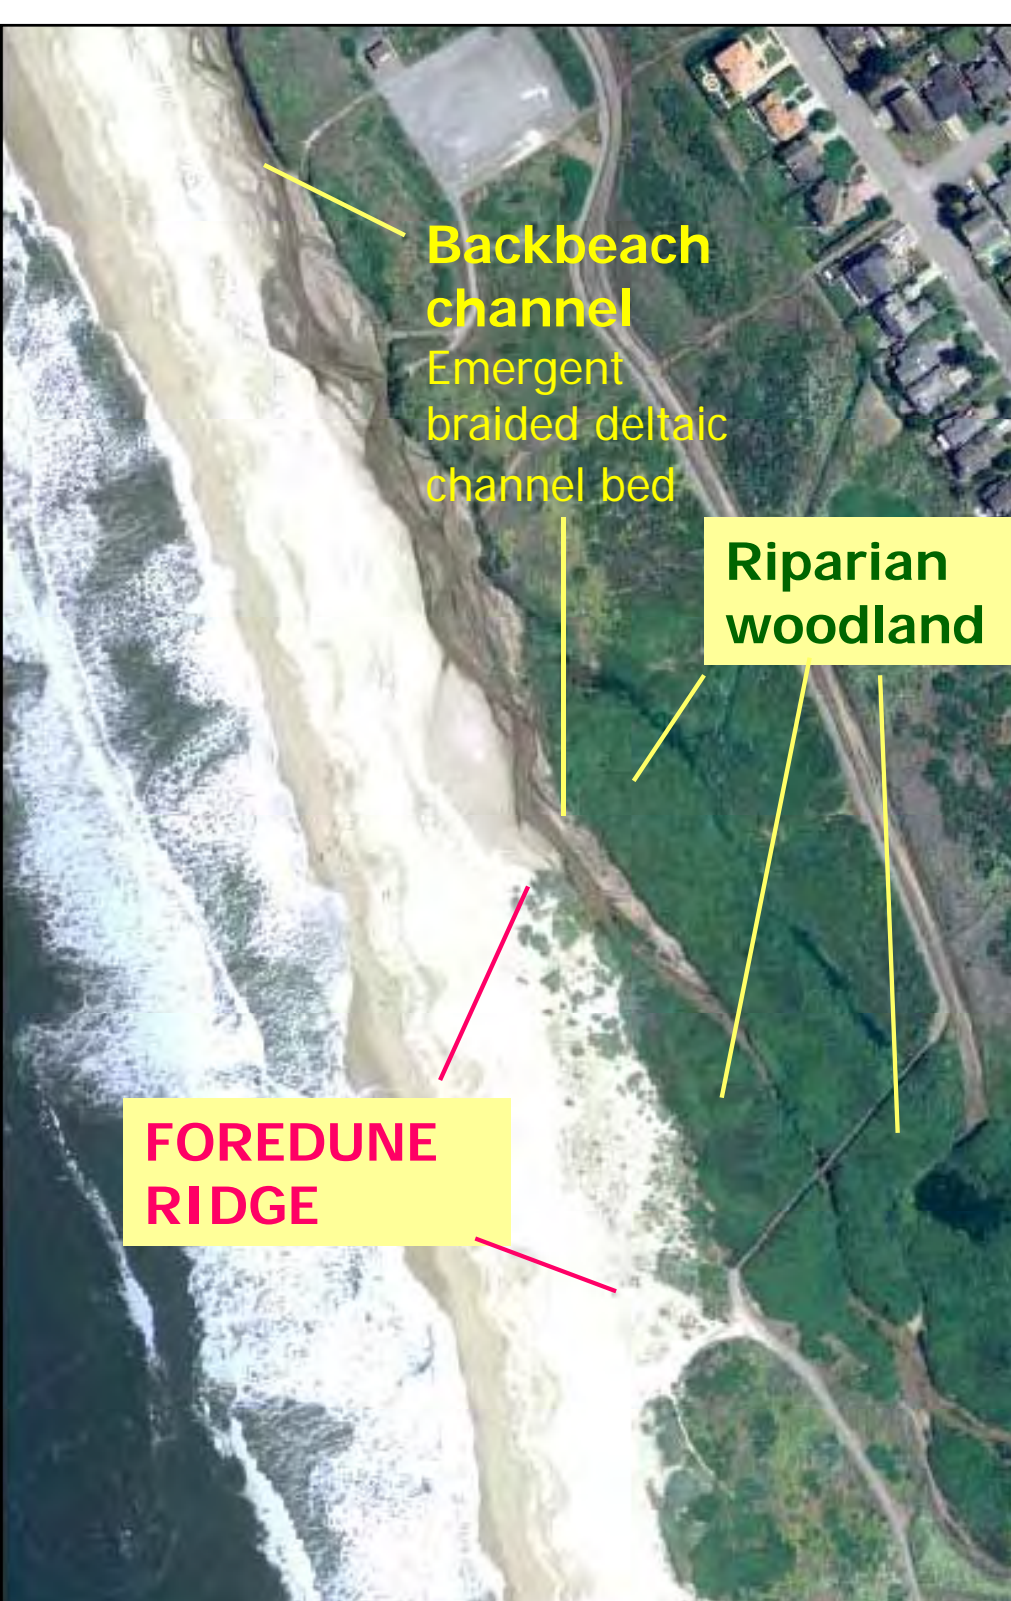 Backbeach
channel
Emergent
braided deltaic
channel bed
Riparian
woodland
FOREDUNE
RIDGE